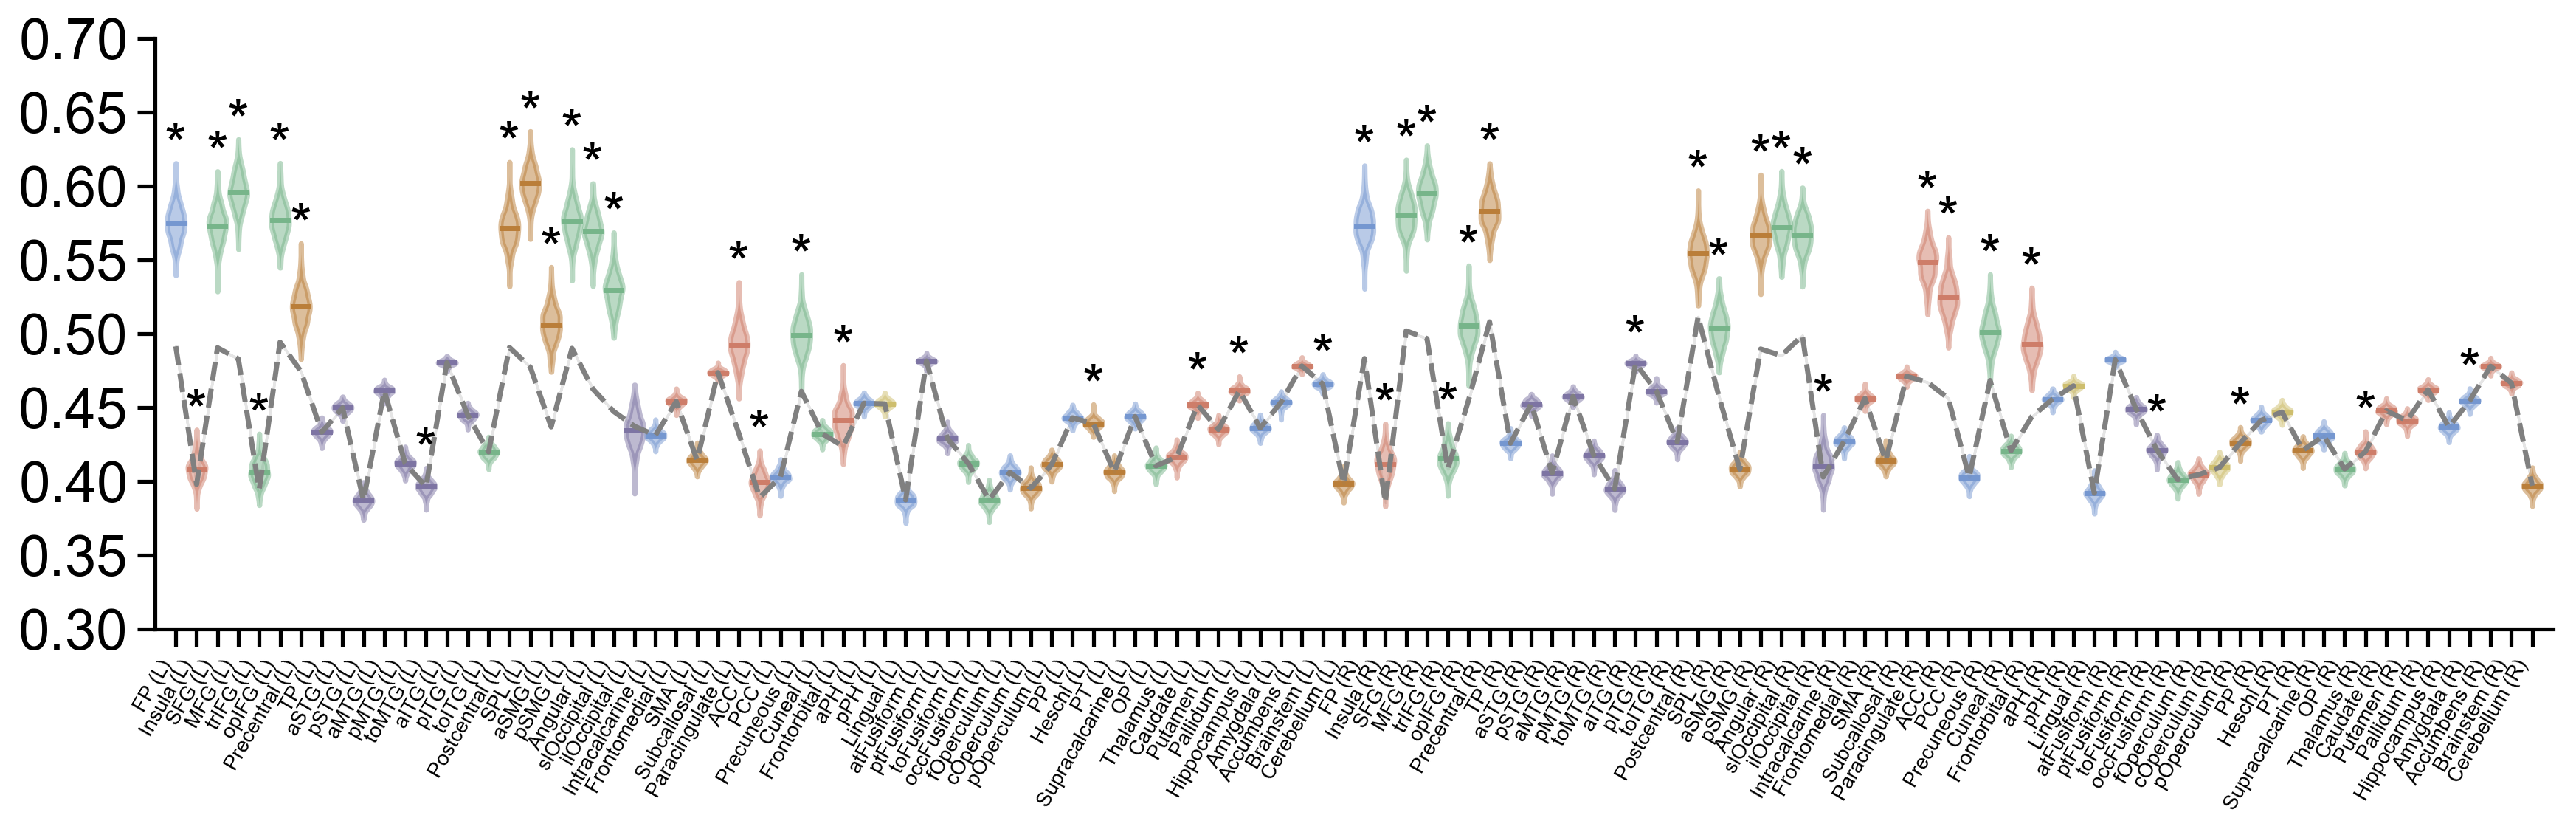 0.70
0.65
0.60
0.55
0.50
0.45
0.40
0.35
0.30
FP (L)
Insula (L)
SFG (L)
MFG (L)
trIFG (L)
opIFG (L)
Precentral (L)
TP (L)
aSTG (L)
pSTG (L)
aMTG (L)
pMTG (L)
toMTG (L)
aITG (L)
pITG (L)
toITG (L)
Postcentral (L)
SPL (L)
aSMG (L)
pSMG (L)
Angular (L)
slOccipital (L)
ilOccipital (L)
Intracalcarine (L)
Frontomedial (L)
SMA (L)
Subcallosal (L)
Paracingulate (L)
ACC (L)
PCC (L)
Precuneous (L)
Cuneal (L)
Frontorbital (L)
aPH (L)
pPH (L)
Lingual (L)
atFusiform (L)
ptFusiform (L)
toFusiform (L)
occFusiform (L)
fOperculum (L)
cOperculum (L)
pOperculum (L)
PP (L)
Heschl (L)
PT (L)
Supracalcarine (L)
OP (L)
Thalamus (L)
Caudate (L)
Putamen (L)
Pallidum (L)
Hippocampus (L)
Amygdala (L)
Accumbens (L)
Brainstem (L)
Cerebellum (L)
FP (R)
Insula (R)
SFG (R)
MFG (R)
trIFG (R)
opIFG (R)
Precentral (R)
TP (R)
aSTG (R)
pSTG (R)
aMTG (R)
pMTG (R)
toMTG (R)
aITG (R)
pITG (R)
toITG (R)
Postcentral (R)
SPL (R)
aSMG (R)
pSMG (R)
Angular (R)
slOccipital (R)
ilOccipital (R)
Intracalcarine (R)
Frontomedial (R)
SMA (R)
Subcallosal (R)
Paracingulate (R)
ACC (R)
PCC (R)
Precuneous (R)
Cuneal (R)
Frontorbital (R)
aPH (R)
pPH (R)
Lingual (R)
atFusiform (R)
ptFusiform (R)
toFusiform (R)
occFusiform (R)
fOperculum (R)
cOperculum (R)
pOperculum (R)
PP (R)
Heschl (R)
PT (R)
Supracalcarine (R)
OP (R)
Thalamus (R)
Caudate (R)
Putamen (R)
Pallidum (R)
Hippocampus (R)
Amygdala (R)
Accumbens (R)
Brainstem (R)
Cerebellum (R)